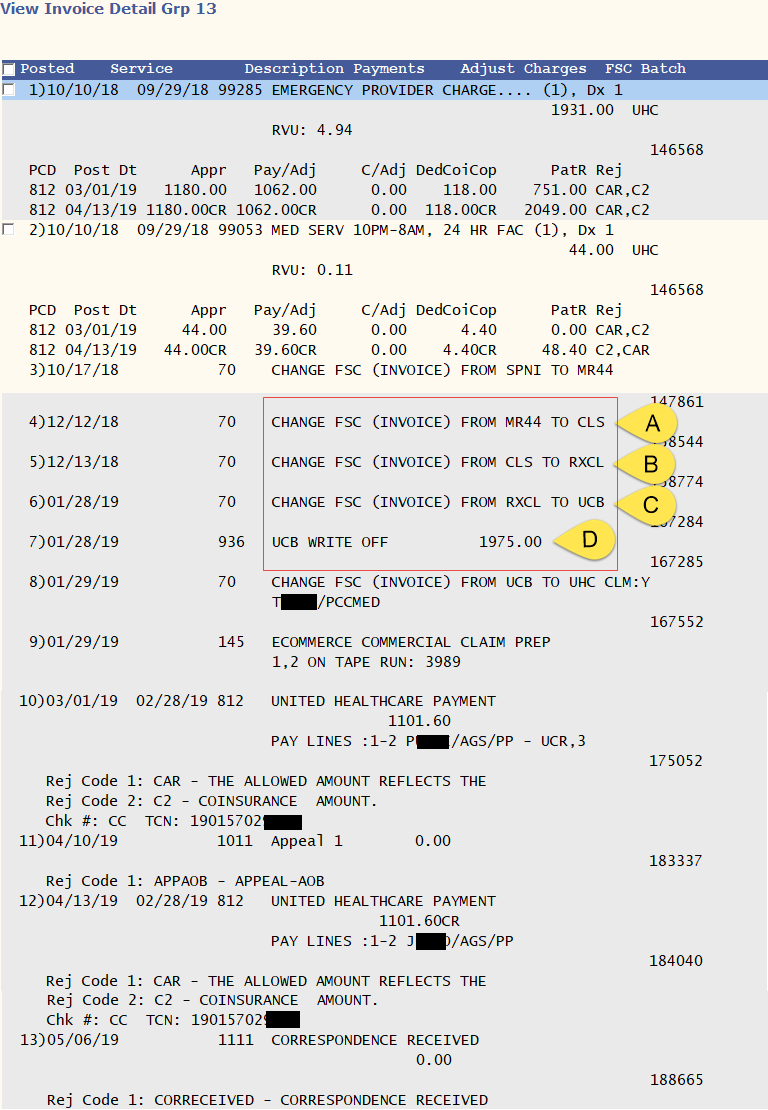 View Invoice Detail Grp 13
Posted Service Description Payments Adjust Charges FSC Batch
1)10/10/18 09/29/18 99285 EMERGENCY PROVIDER CHARGE.... (1), Dx 1
1931.00 UHC
RVU: 4.94
146568
PCD Post Dt Appr Pay/Adj C/Adj DedCoiCop PatR Rej
812 03/01/19 1180.00 1062.00 0.00 118.00 751.00 CAR,C2
812 04/13/19 1180.00CR 1062.00CR 0.00 118.00CR 2049.00 CAR,C2
2)10/10/18 09/29/18 99053 MED SERV 10PM-8AM, 24 HR FAC (1), Dx 1
44.00 UHC
RVU: 0.11
146568
PCD Post Dt Appr Pay/Adj C/Adj DedCoiCop PatR Rej
812 03/01/19 44.00 39.60 0.00 4.40 0.00 CAR,C2
812 04/13/19 44.00CR 39.60CR 0.00 4.40CR 48.40 C2,CAR
3)10/17/18 70 CHANGE FSC (INVOICE) FROM SPNI TO MR44
147861
4)12/12/18 70 CHANGE FSC (INVOICE) FROM MR44 TO CLS A
8544
5)12/13/18 70 CHANGE FSC (INVOICE) FROM CLS TO RXCL B
8774
6)01/28/19 70 CHANGE FSC (INVOICE) FROM RXCL TO UCB C
7284
7)01/28/19 936 UCB WRITE OFF 1975.00 D
167285
8)01/29/19 70 CHANGE FSC (INVOICE) FROM UCB TO UHC CLM:Y
T /PCCMED
167552
9)01/29/19 145 ECOMMERCE COMMERCIAL CLAIM PREP
1,2 ON TAPE RUN: 3989
10)03/01/19 02/28/19 812 UNITED HEALTHCARE PAYMENT
1101.60
PAY LINES :1-2 P /AGS/PP - UCR,3
175052
Rej Code 1: CAR - THE ALLOWED AMOUNT REFLECTS THE
Rej Code 2: C2 - COINSURANCE AMOUNT.
Chk #: CC TCN: 190157029
11)04/10/19 1011 Appeal 1 0.00
183337
Rej Code 1: APPAOB - APPEAL-AOB
12)04/13/19 02/28/19 812 UNITED HEALTHCARE PAYMENT
1101.60CR
PAY LINES :1-2 J /AGS/PP
184040
Rej Code 1: CAR - THE ALLOWED AMOUNT REFLECTS THE
Rej Code 2: C2 - COINSURANCE AMOUNT.
Chk #: CC TCN: 190157029
13)05/06/19 1111 CORRESPONDENCE RECEIVED
0.00
188665
Rej Code 1: CORRECEIVED - CORRESPONDENCE RECEIVED